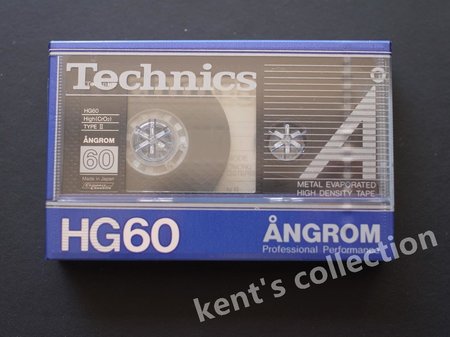 Technics
HG60
High(CrO₂)
TYPE II
ÅNGROM
60
Made in Japan
A
METAL EVAPORATED
HIGH DENSITY TAPE
HG60
ÅNGROM
Professional Performance
kent's collection